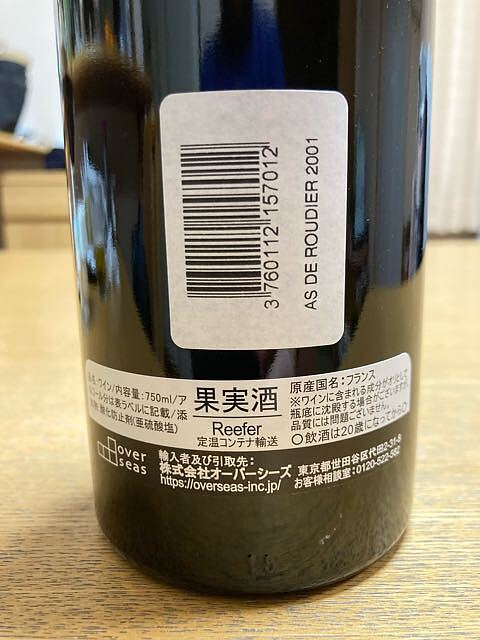 3 760112 157012
AS DE ROUDIER 2001
品名:ワイン/内容量:750ml/ア
ルコール分は表ラベルに記載/添
酸化防止剤(亜硫酸塩)
果実酒
Reefer
定温コンテナ輸送
原産国名:フランス
※ワインに含まれる成分がオリとして
瓶底に沈殿する場合がございますが、
品質には問題ございません。
〇飲酒は20歳になってから〇
over
seas
輸入者及び引取先:
株式会社オーバーシーズ
https://overseas-inc.jp/
東京都世田谷区代田2-31-8
お客様相談室:0120-522-582